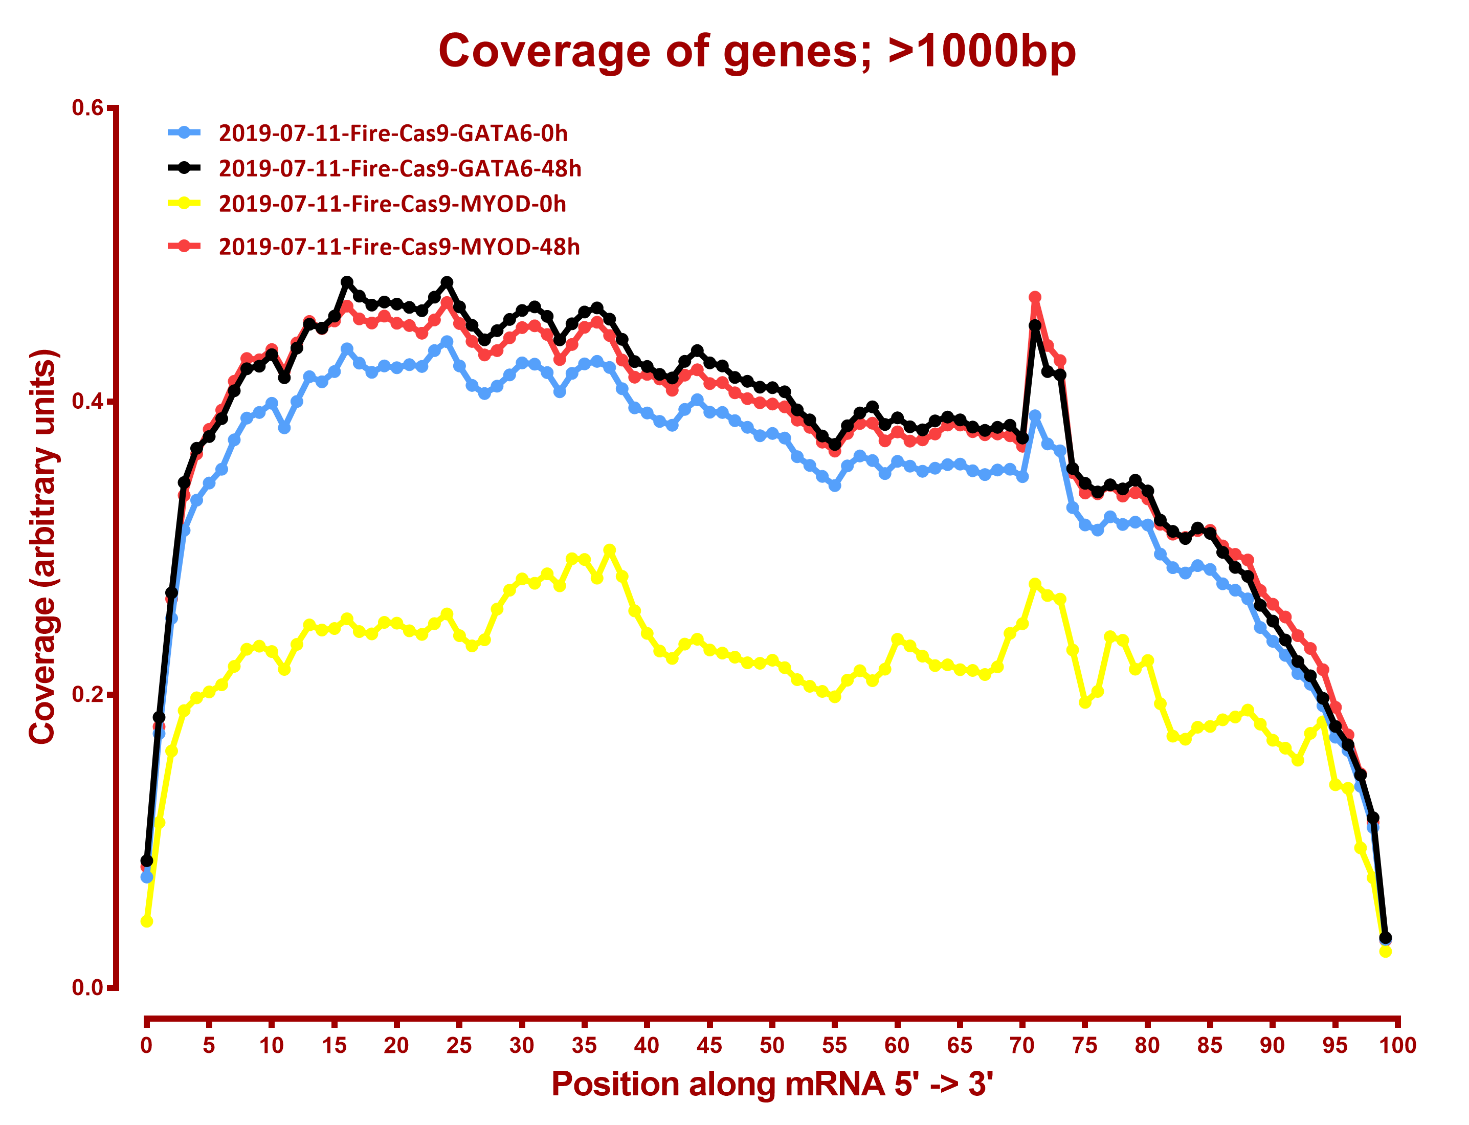 Coverage of genes; >1000bp
0.6
2019-07-11-Fire-Cas9-GATA6-0h
2019-07-11-Fire-Cas9-GATA6-48h
2019-07-11-Fire-Cas9-MYOD-0h
2019-07-11-Fire-Cas9-MYOD-48h
0.4
0.2
0.0
Coverage (arbitrary units)
0 5 10 15 20 25 30 35 40 45 50 55 60 65 70 75 80 85 90 95 100
Position along mRNA 5' -> 3'